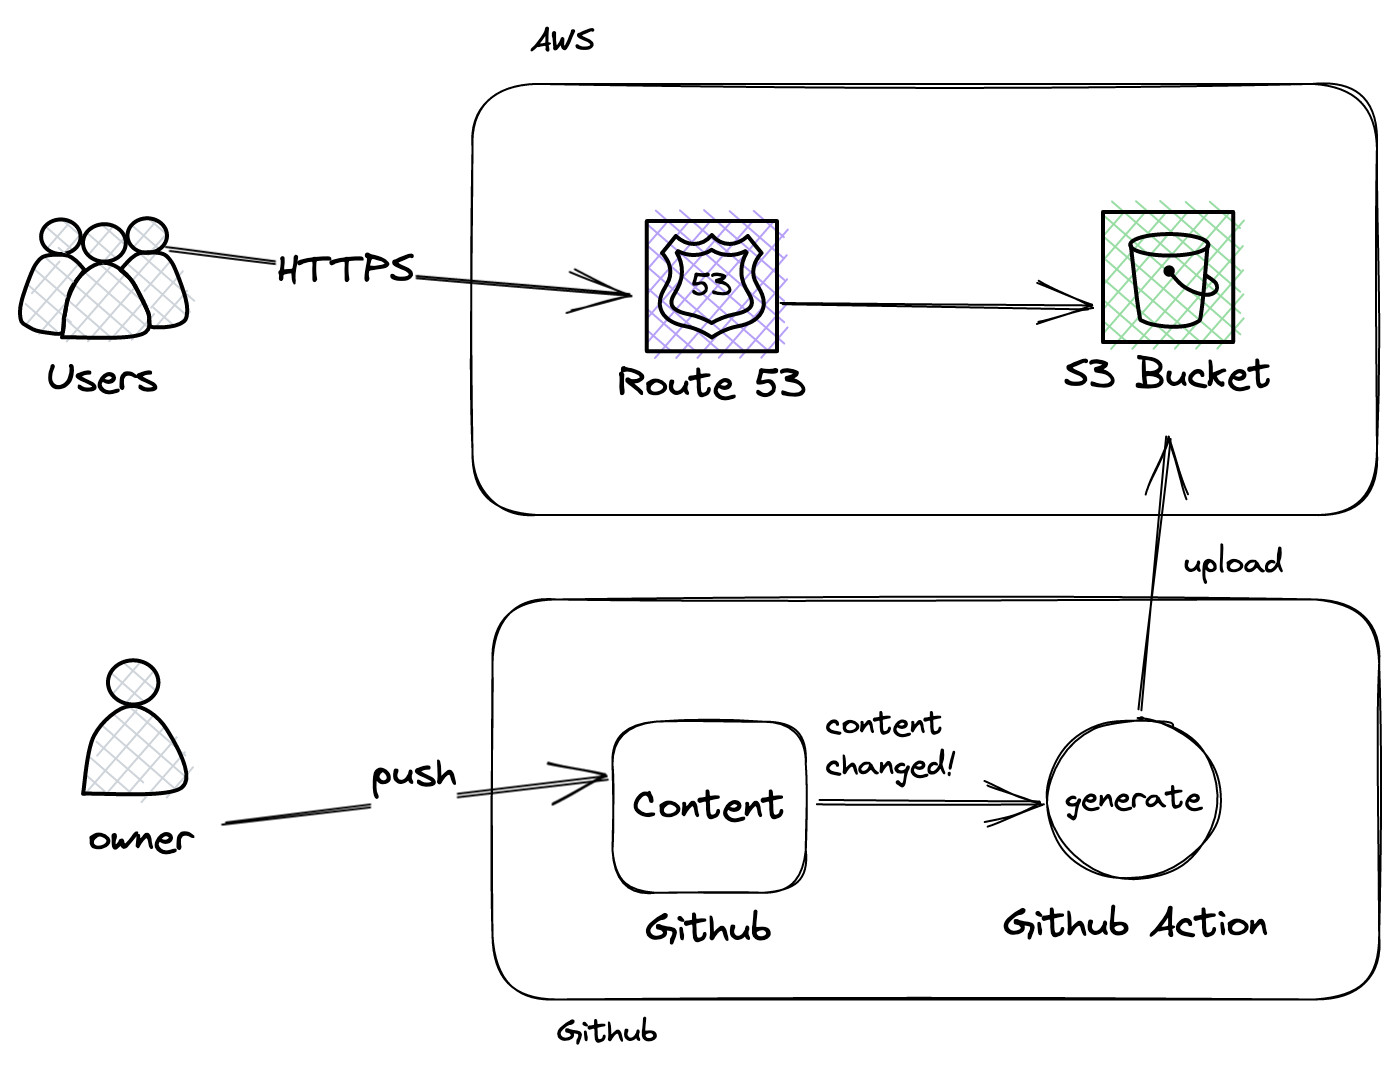 AWS
HTTPS
53
Users
Route 53
S3 Bucket
upload
push
content
changed!
Content
generate
owner
Github
Github Action
Github